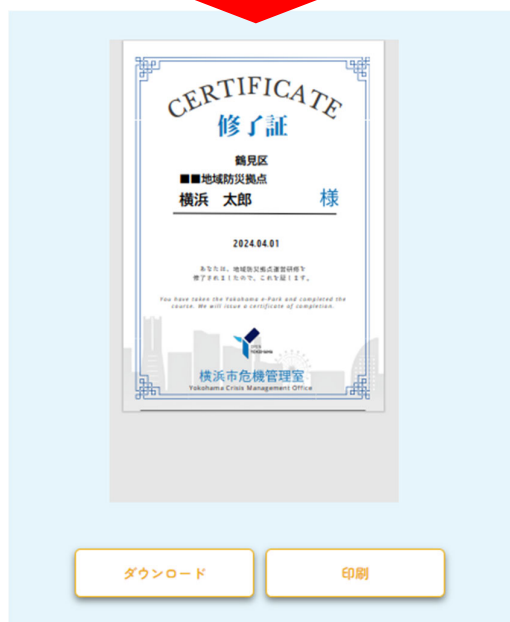 CERTIFICATE
修了証
鶴見区
■■地域防災拠点
横浜 太郎 様
2024.04.01
あなたは、地域防災拠点運営研修を
修了されましたので、これを証します。
You have taken the Yokohama e-Park and completed the
course. We will issue a certificate of completion.
OPEN
YOKOHAMA
横浜市危機管理室
Yokohama Crisis Management Office
ダウンロード 印刷